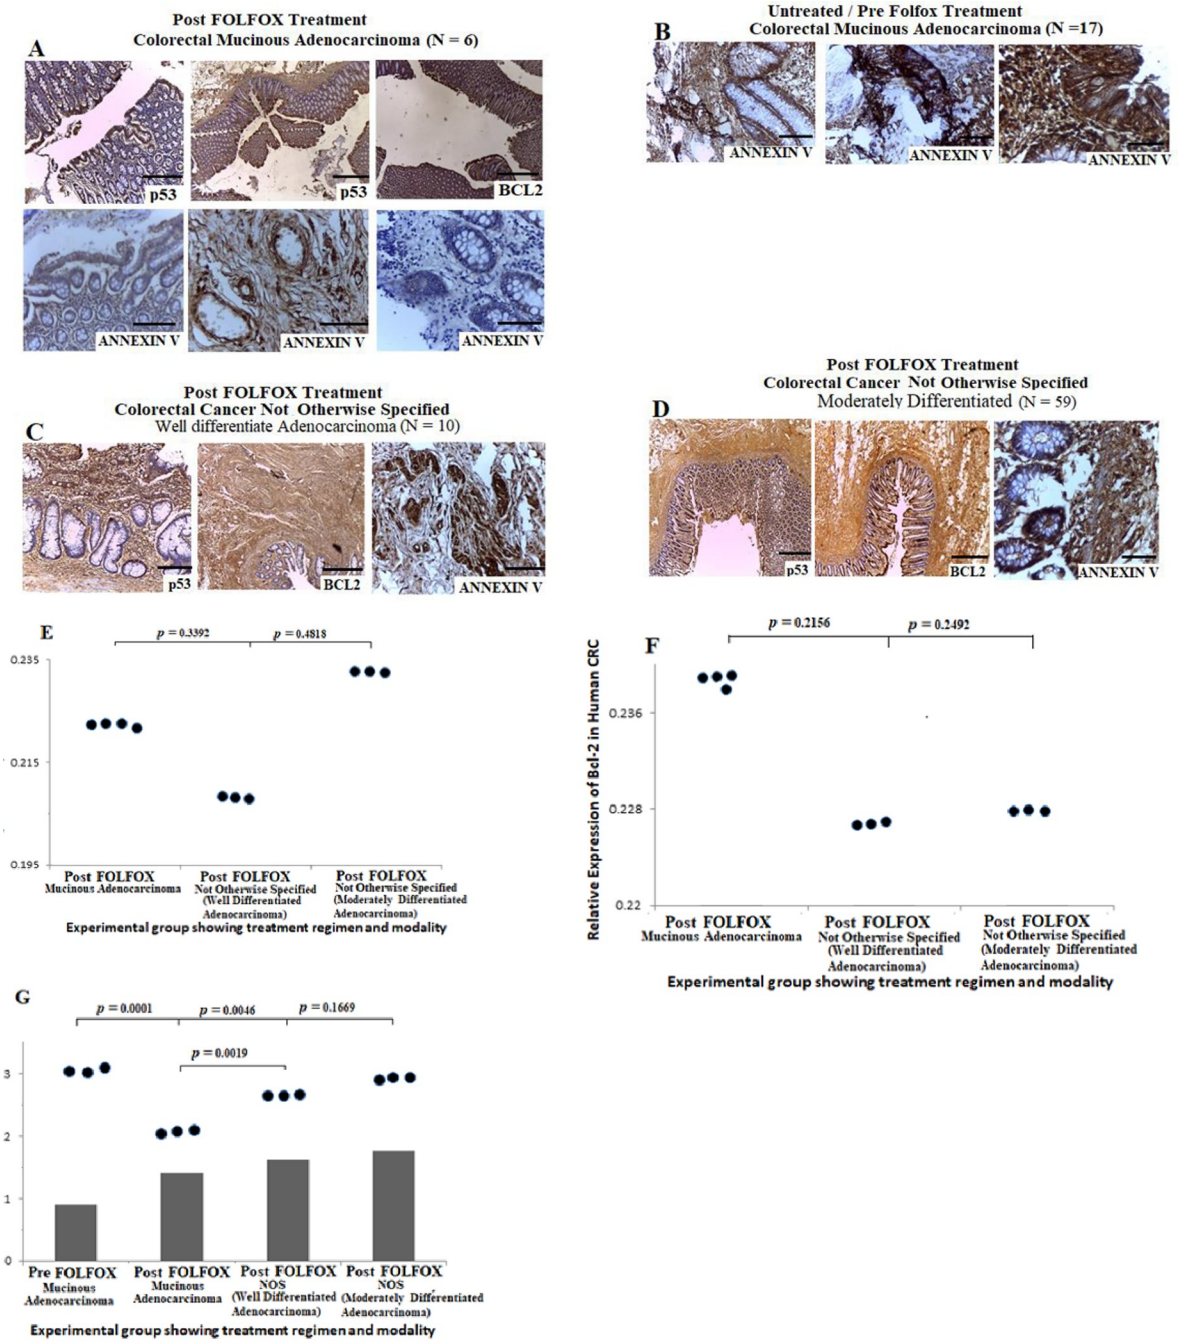 Post FOLFOX Treatment
Colorectal Mucinous Adenocarcinoma (N = 6)
A
p53
p53
BCL2
ANNEXIN V
ANNEXIN V
ANNEXIN V
Untreated / Pre Folfox Treatment
Colorectal Mucinous Adenocarcinoma (N =17)
B
ANNEXIN V
ANNEXIN V
ANNEXIN V
Post FOLFOX Treatment
Colorectal Cancer Not Otherwise Specified
Well differentiate Adenocarcinoma (N = 10)
C
p53
BCL2
ANNEXIN V
Post FOLFOX Treatment
Colorectal Cancer Not Otherwise Specified
Moderately Differentiated (N = 59)
D
p53
BCL2
ANNEXIN V
E
p = 0.3392
p = 0.4818
0.235
0.215
0.195
Post FOLFOX
Mucinous Adenocarcinoma
Post FOLFOX
Not Otherwise Specified
(Well Differentiated
Adenocarcinoma)
Post FOLFOX
Not Otherwise Specified
(Moderately Differentiated
Adenocarcinoma)
Experimental group showing treatment regimen and modality
F
p = 0.2156
p = 0.2492
Relative Expression of Bcl-2 in Human CRC
0.236
0.228
0.22
Post FOLFOX
Mucinous Adenocarcinoma
Post FOLFOX
Not Otherwise Specified
(Well Differentiated
Adenocarcinoma)
Post FOLFOX
Not Otherwise Specified
(Moderately Differentiated
Adenocarcinoma)
Experimental group showing treatment regimen and modality
G
p = 0.0001
p = 0.0046
p = 0.1669
p = 0.0019
3
2
1
0
Pre FOLFOX
Mucinous
Adenocarcinoma
Post FOLFOX
Mucinous
Adenocarcinoma
Post FOLFOX
NOS
(Well Differentiated
Adenocarcinoma)
Post FOLFOX
NOS
(Moderately Differentiated
Adenocarcinoma)
Experimental group showing treatment regimen and modality